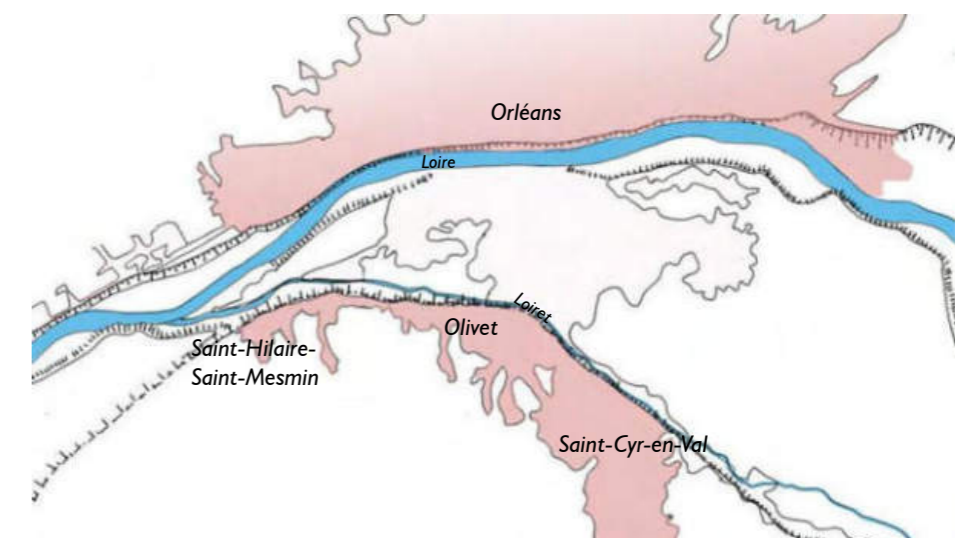 Orléans
Loire
Loiret
Olivet
Saint-Hilaire-
Saint-Mesmin
Saint-Cyr-en-Val